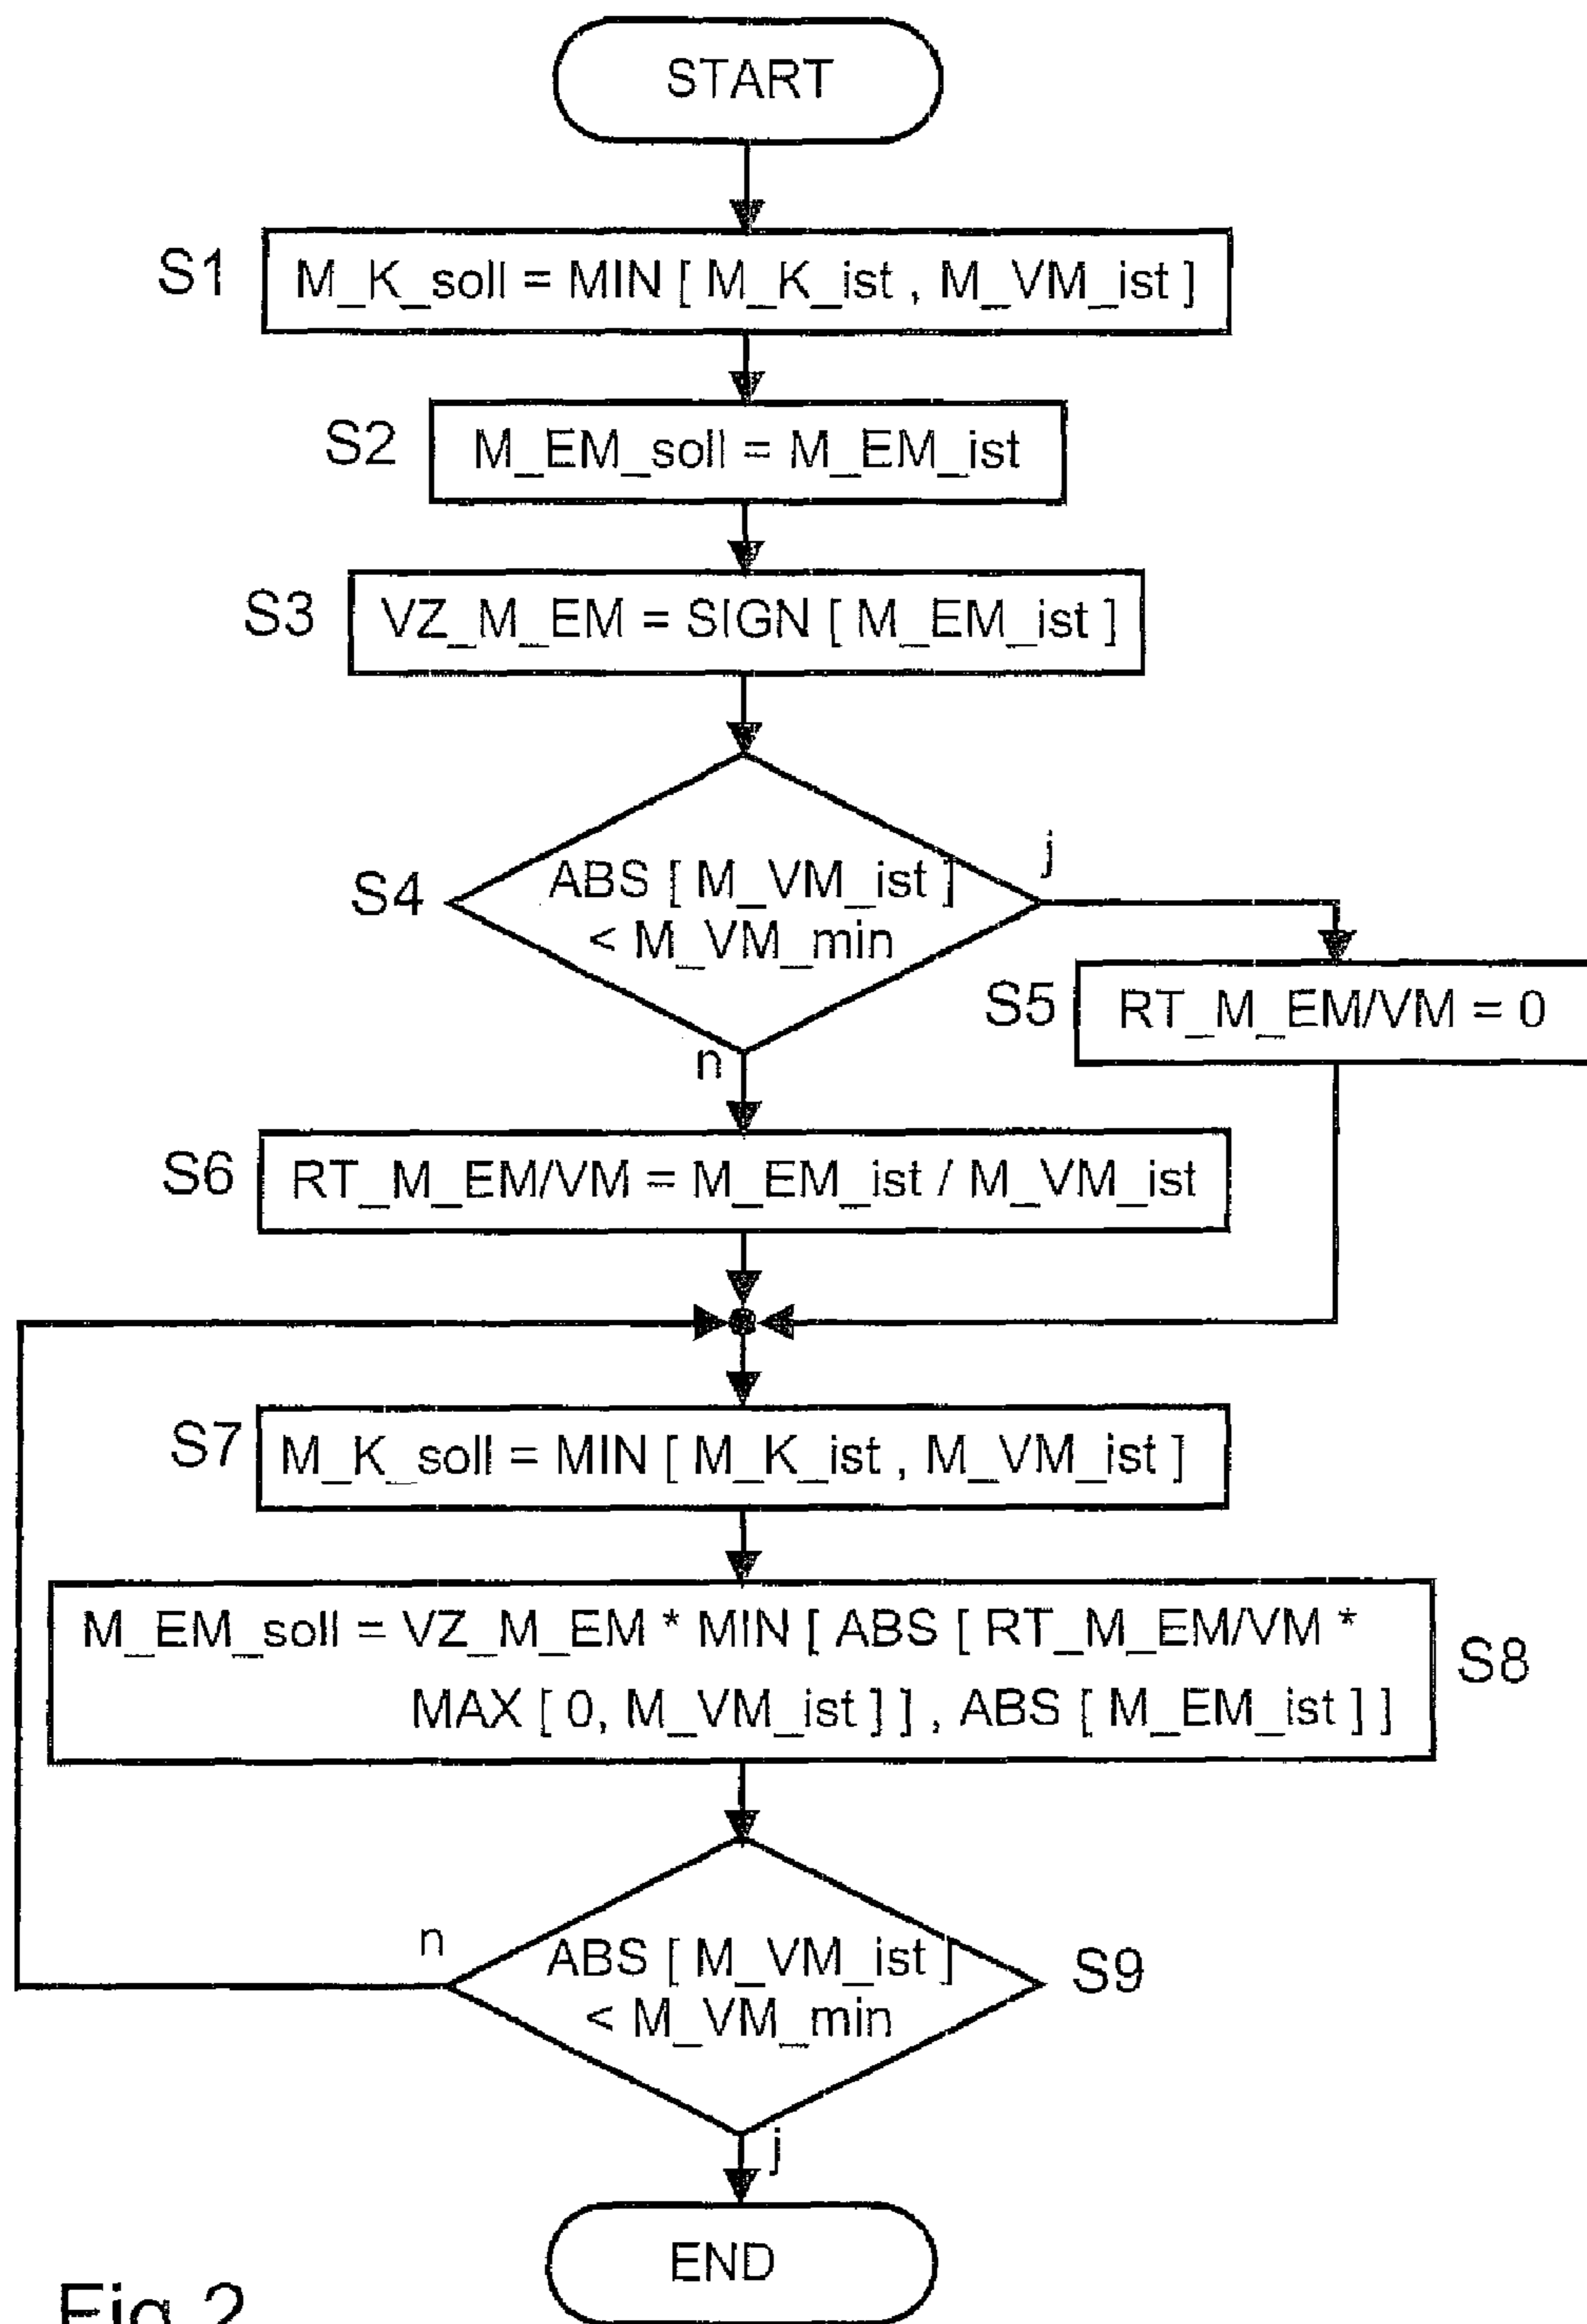 START
S1
M_K_soll = MIN [ M_K_ist , M_VM_ist ]
S2
M_EM_soll = M_EM_ist
S3
VZ_M_EM = SIGN [ M_EM_ist ]
S4
ABS [ M_VM_ist ]
< M_VM_min
j
n
S5
RT_M_EM/VM = 0
S6
RT_M_EM/VM = M_EM_ist / M_VM_ist
S7
M_K_soll = MIN [ M_K_ist , M_VM_ist ]
M_EM_soll = VZ_M_EM * MIN [ ABS [ RT_M_EM/VM *
MAX [ 0, M_VM_ist ] ] , ABS [ M_EM_ist ] ]
S8
n
ABS [ M_VM_ist ]
< M_VM_min
S9
j
END
Fig.2